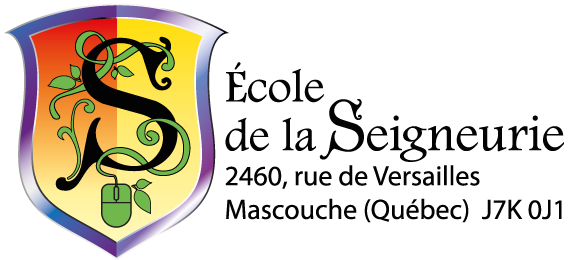 S
École
de la Seigneurie
2460, rue de Versailles
Mascouche (Québec) J7K 0J1